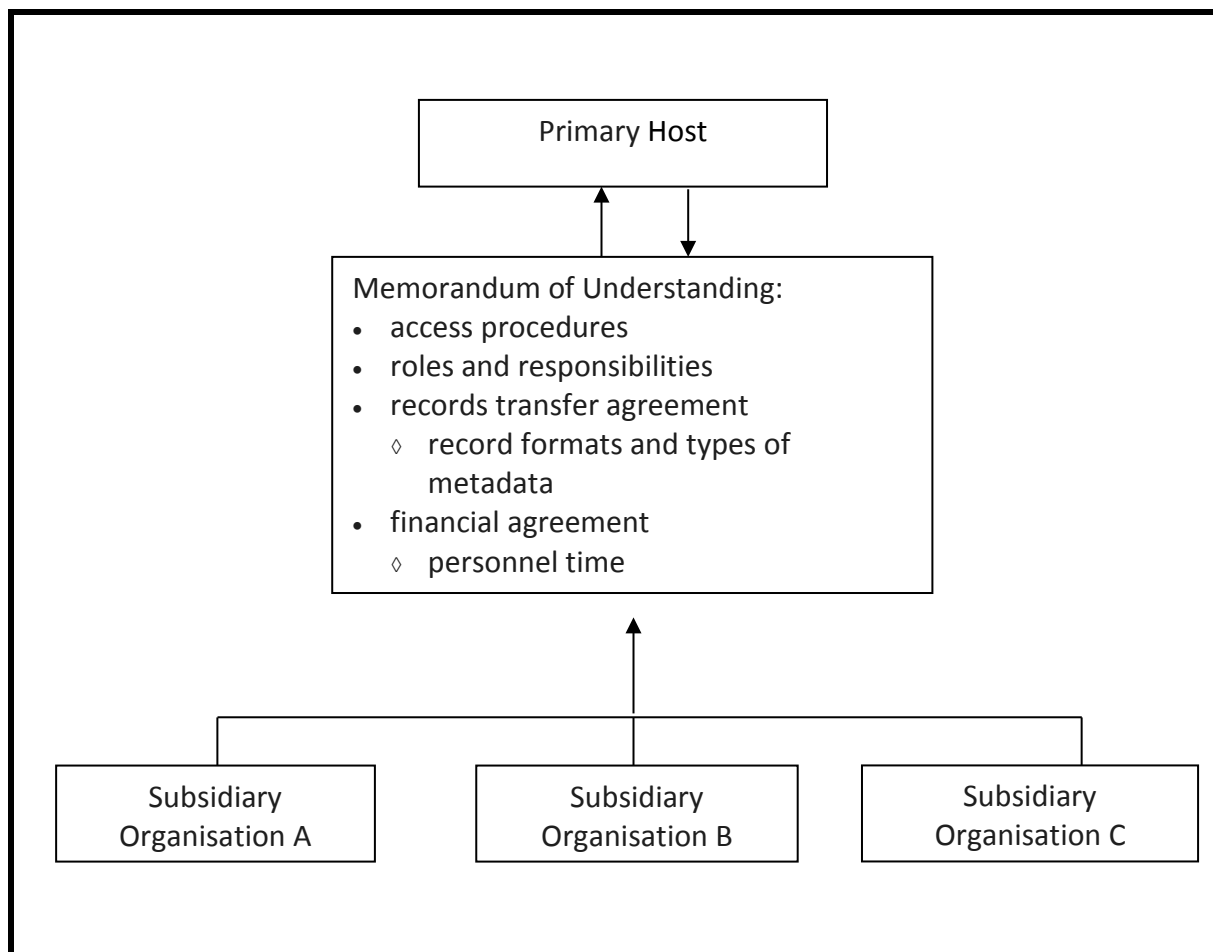 Primary Host
Memorandum of Understanding:
• access procedures
• roles and responsibilities
• records transfer agreement
◊ record formats and types of
metadata
• financial agreement
◊ personnel time
Subsidiary
Organisation A
Subsidiary
Organisation B
Subsidiary
Organisation C